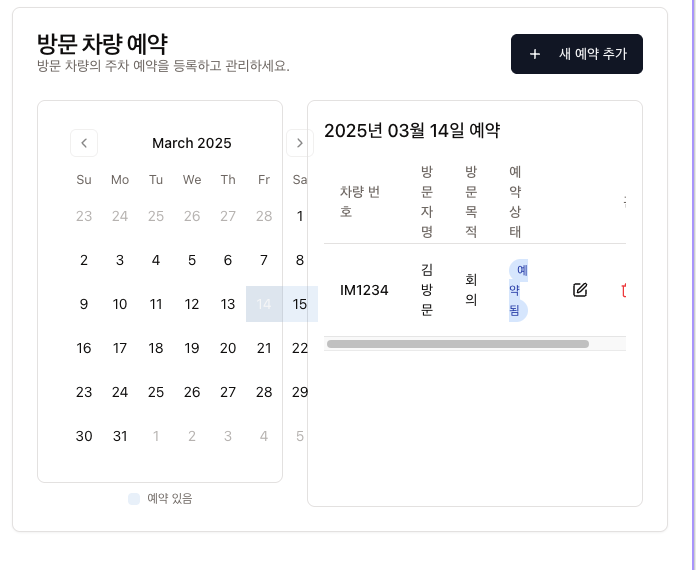 방문 차량 예약
방문 차량의 주차 예약을 등록하고 관리하세요.
새 예약 추가
March 2025
Su Mo Tu We Th Fr Sa
23 24 25 26 27 28 1
2 3 4 5 6 7 8
9 10 11 12 13 14 15
16 17 18 19 20 21 22
23 24 25 26 27 28 29
30 31 1 2 3 4 5
예약 있음
2025년 03월 14일 예약
차량 번호 방문자명 방문목적 예약상태
IM1234 김방문 회의 예약됨